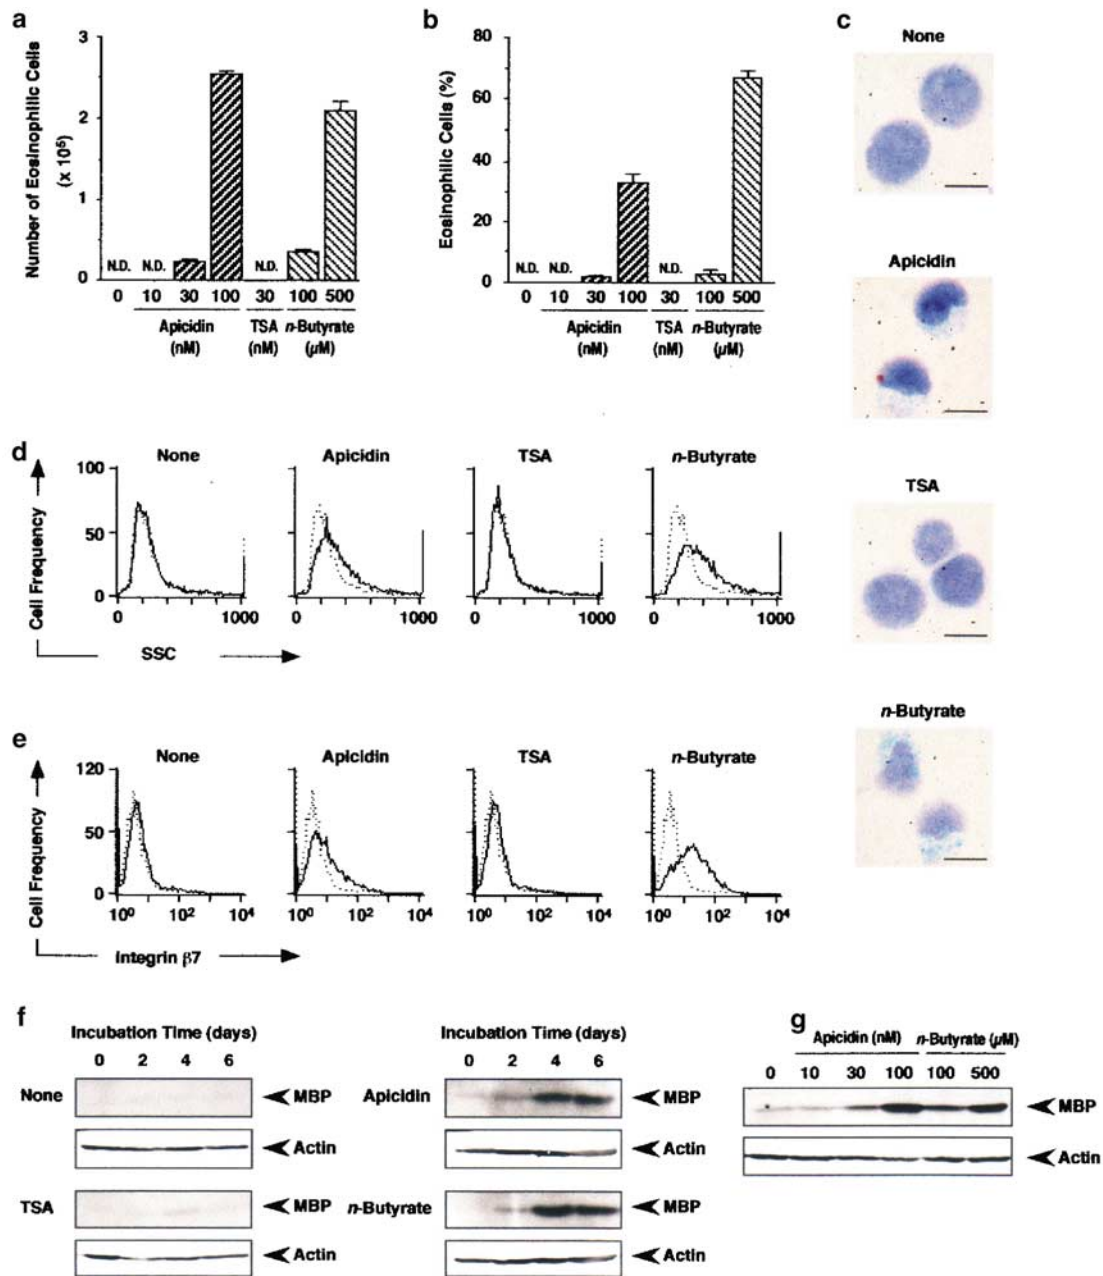 a
Number of Eosinophilic Cells
(x 10⁵)
3
2
1
0
N.D. N.D. N.D.
0 10 30 100 30 100 500
Apicidin TSA n-Butyrate
(nM) (nM) (µM)
b
Eosinophilic Cells (%)
80
60
40
20
0
N.D. N.D. N.D.
0 10 30 100 30 100 500
Apicidin TSA n-Butyrate
(nM) (nM) (µM)
c
None
Apicidin
TSA
n-Butyrate
d
None Apicidin TSA n-Butyrate
Cell Frequency
100
50
0
0 1000 0 1000 0 1000 0 1000
SSC
e
None Apicidin TSA n-Butyrate
Cell Frequency
120
50
0
10⁰ 10² 10⁴ 10⁰ 10² 10⁴ 10⁰ 10² 10⁴ 10⁰ 10² 10⁴
Integrin β7
f
Incubation Time (days) Incubation Time (days)
0 2 4 6 0 2 4 6
None MBP Apicidin MBP
Actin Actin
TSA MBP n-Butyrate MBP
Actin Actin
g
Apicidin (nM) n-Butyrate (µM)
0 10 30 100 100 500
MBP
Actin